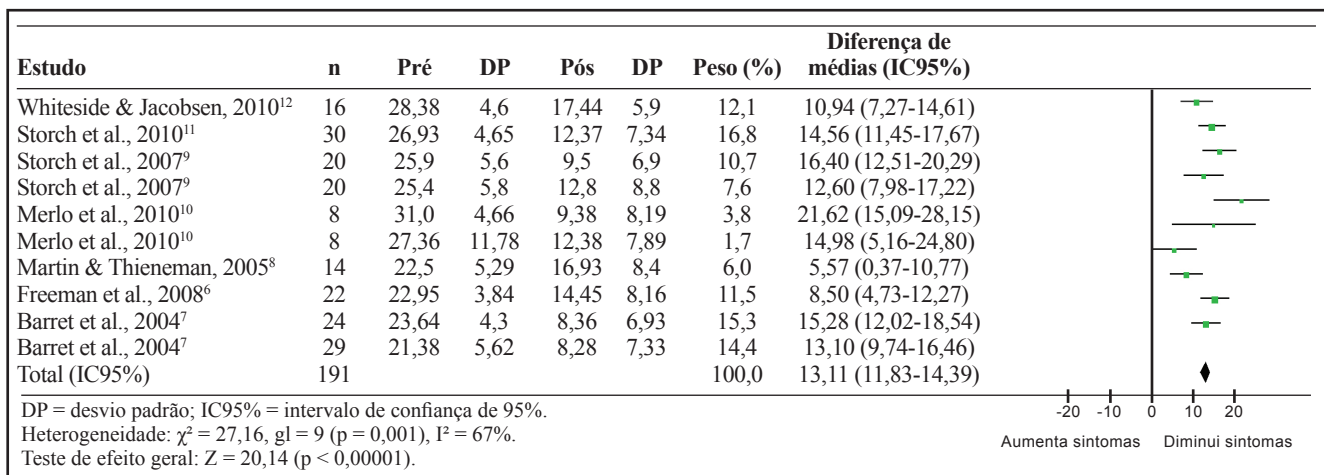 Estudo n Pré DP Pós DP Peso (%) Diferença de médias (IC95%)
Whiteside & Jacobsen, 2010¹² 16 28,38 4,6 17,44 5,9 12,1 10,94 (7,27-14,61)
Storch et al., 2010¹¹ 30 26,93 4,65 12,37 7,34 16,8 14,56 (11,45-17,67)
Storch et al., 2007⁹ 20 25,9 5,6 9,5 6,9 10,7 16,40 (12,51-20,29)
Storch et al., 2007⁹ 20 25,4 5,8 12,8 8,8 7,6 12,60 (7,98-17,22)
Merlo et al., 2010¹⁰ 8 31,0 4,66 9,38 8,19 3,8 21,62 (15,09-28,15)
Merlo et al., 2010¹⁰ 8 27,36 11,78 12,38 7,89 1,7 14,98 (5,16-24,80)
Martin & Thieneman, 2005⁸ 14 22,5 5,29 16,93 8,4 6,0 5,57 (0,37-10,77)
Freeman et al., 2008⁶ 22 22,95 3,84 14,45 8,16 11,5 8,50 (4,73-12,27)
Barret et al., 2004⁷ 24 23,64 4,3 8,36 6,93 15,3 15,28 (12,02-18,54)
Barret et al., 2004⁷ 29 21,38 5,62 8,28 7,33 14,4 13,10 (9,74-16,46)
Total (IC95%) 191 100,0 13,11 (11,83-14,39)
DP = desvio padrão; IC95% = intervalo de confiança de 95%.
Heterogeneidade: χ² = 27,16, gl = 9 (p = 0,001), I² = 67%.
Teste de efeito geral: Z = 20,14 (p < 0,00001).
-20 -10 0 10 20
Aumenta sintomas Diminui sintomas